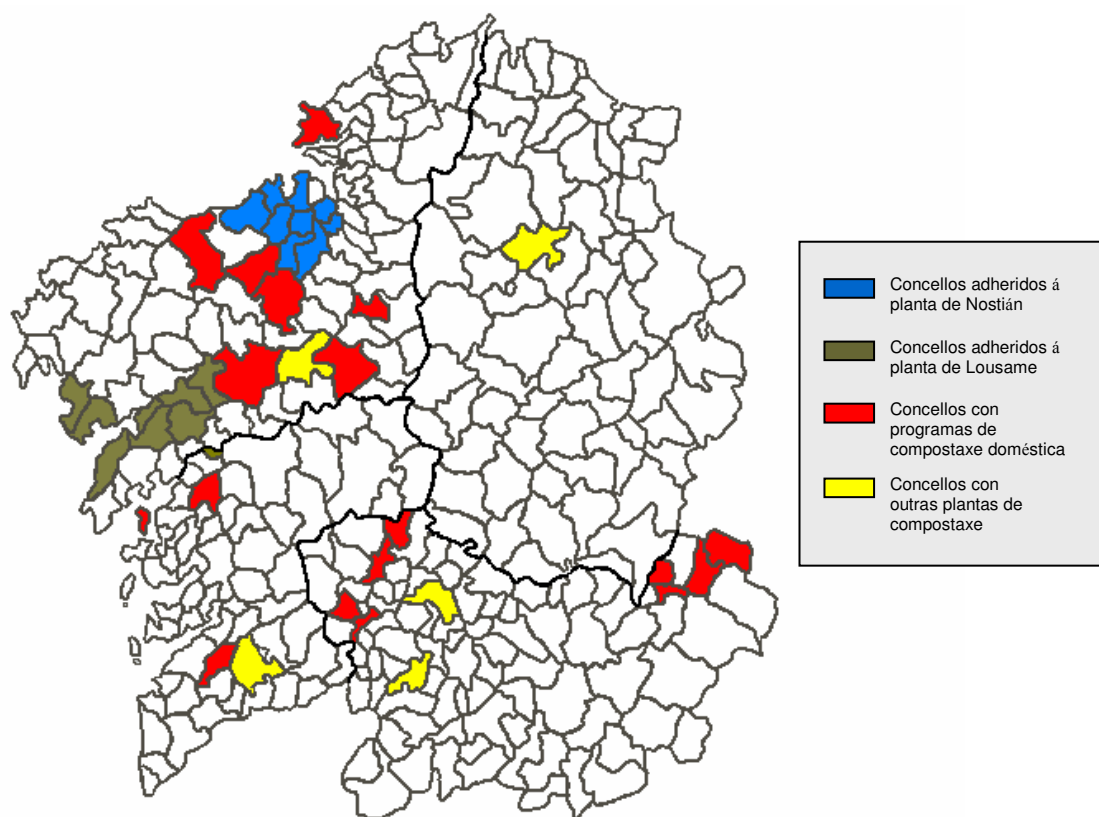 Concellos adheridos á
planta de Nostián
Concellos adheridos á
planta de Lousame
Concellos con
programas de
compostaxe doméstica
Concellos con
outras plantas de
compostaxe